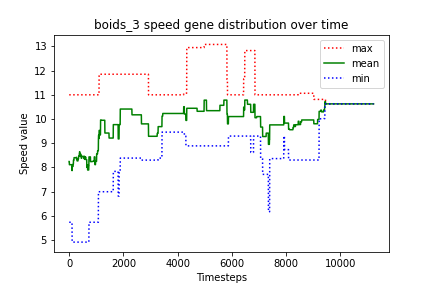 boids_3 speed gene distribution over time
max
mean
min
13
12
11
10
9
8
7
6
5
Speed value
0
2000
4000
6000
8000
10000
Timesteps